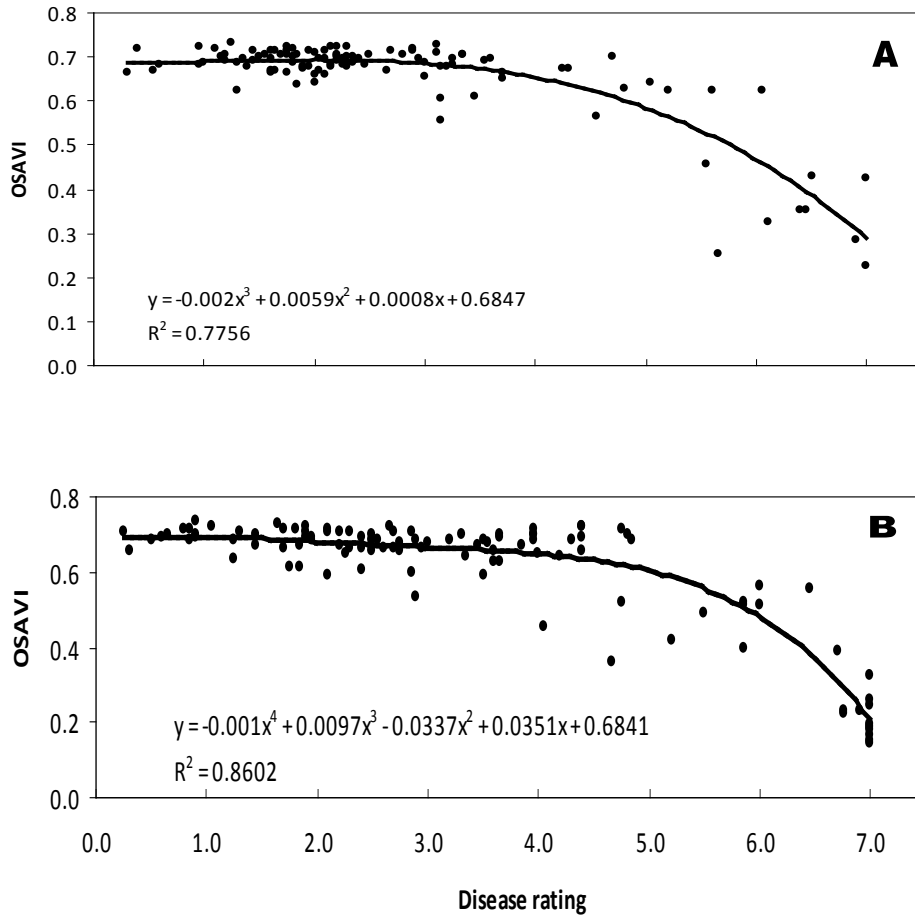 0.8
A
0.7
0.6
0.5
OSAVI
0.4
0.3
0.2
y = -0.002x³ + 0.0059x² + 0.0008x + 0.6847
0.1
R² = 0.7756
0.0
0.8
B
0.6
OSAVI
0.4
0.2
y = -0.001x⁴ + 0.0097x³ - 0.0337x² + 0.0351x + 0.6841
R² = 0.8602
0.0
0.0 1.0 2.0 3.0 4.0 5.0 6.0 7.0
Disease rating